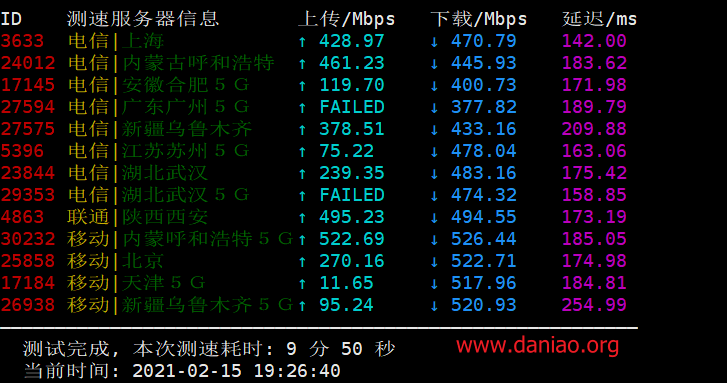 ID 测速服务器信息 上传/Mbps 下载/Mbps 延迟/ms
3633 电信|上海 ↑ 428.97 ↓ 470.79 142.00
24012 电信|内蒙古呼和浩特 ↑ 461.23 ↓ 445.93 183.62
17145 电信|安徽合肥５Ｇ ↑ 119.70 ↓ 400.73 171.98
27594 电信|广东广州５Ｇ ↑ FAILED ↓ 377.82 189.79
27575 电信|新疆乌鲁木齐 ↑ 378.51 ↓ 433.16 209.88
5396 电信|江苏苏州５Ｇ ↑ 75.22 ↓ 478.04 163.06
23844 电信|湖北武汉 ↑ 239.35 ↓ 483.16 175.42
29353 电信|湖北武汉５Ｇ ↑ FAILED ↓ 474.32 158.85
4863 联通|陕西西安 ↑ 495.23 ↓ 494.55 173.19
30232 移动|内蒙呼和浩特５Ｇ ↑ 522.69 ↓ 526.44 185.05
25858 移动|北京 ↑ 270.16 ↓ 522.71 174.98
17184 移动|天津５Ｇ ↑ 11.65 ↓ 517.96 184.81
26938 移动|新疆乌鲁木齐５Ｇ ↑ 95.24 ↓ 520.93 254.99
测试完成, 本次测速耗时: 9 分 50 秒 www.daniao.org
当前时间: 2021-02-15 19:26:40